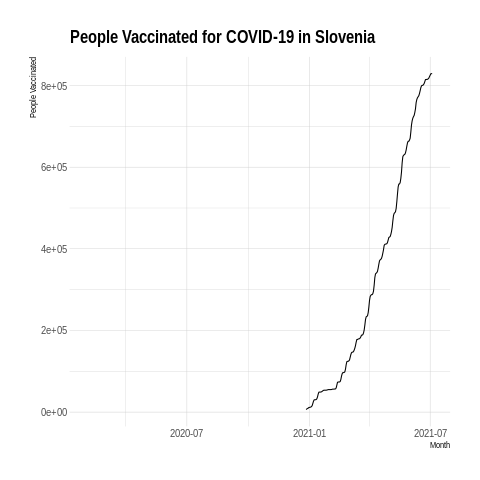 People Vaccinated for COVID-19 in Slovenia
People Vaccinated
8e+05
6e+05
4e+05
2e+05
0e+00
2020-07
2021-01
2021-07
Month